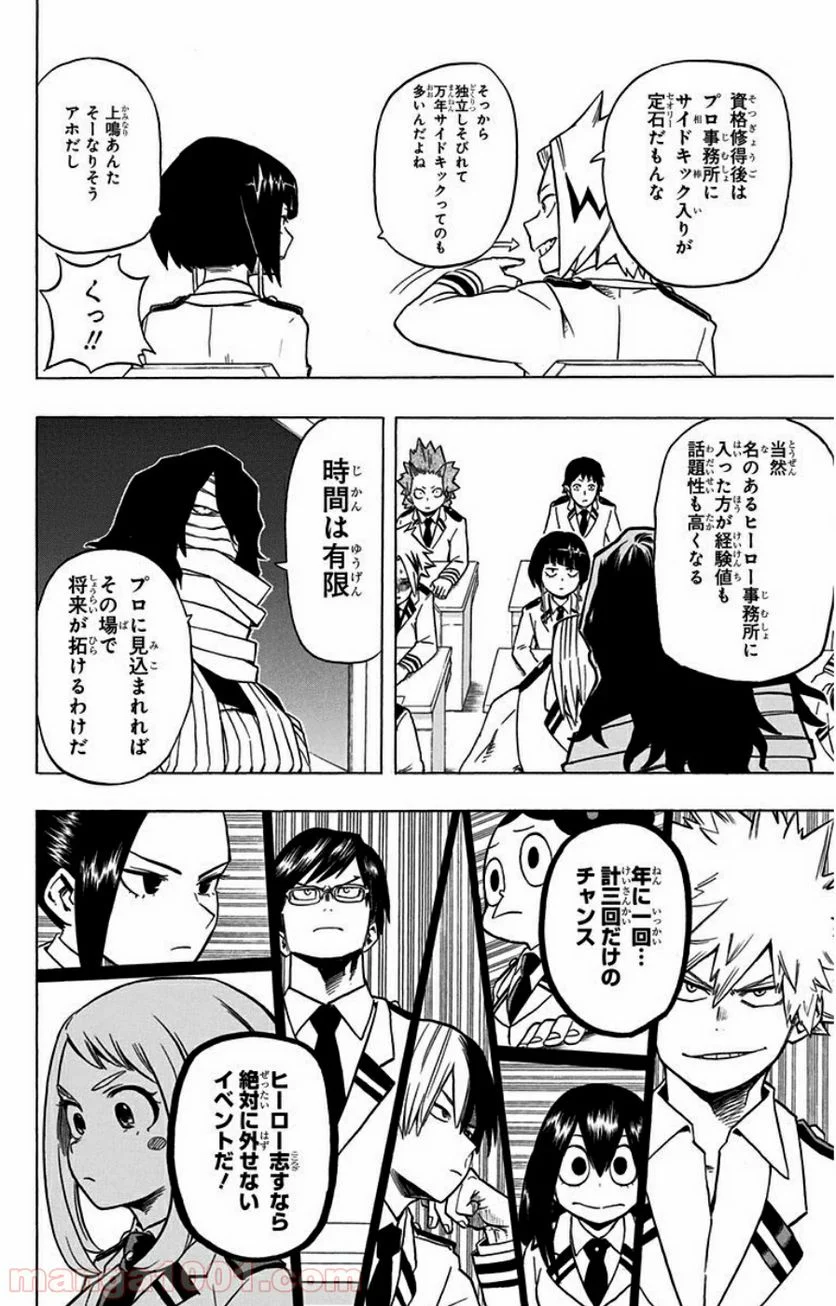 資格修得後は
プロ事務所に
サイドキック入りが
定石だもんな
そっから
独立しそびれて
万年サイドキックってのも
多いんだよね
上鳴あんた
そーなりそう
アホだし
くっ!!
当然
名のあるヒーロー事務所に
入った方が経験値も
話題性も高くなる
時間は有限
プロに見込まれれば
その場で
将来が拓けるわけだ
年に一回…
計三回だけの
チャンス
ヒーロー志すなら
絶対に外せない
イベントだ!
manga1001.com